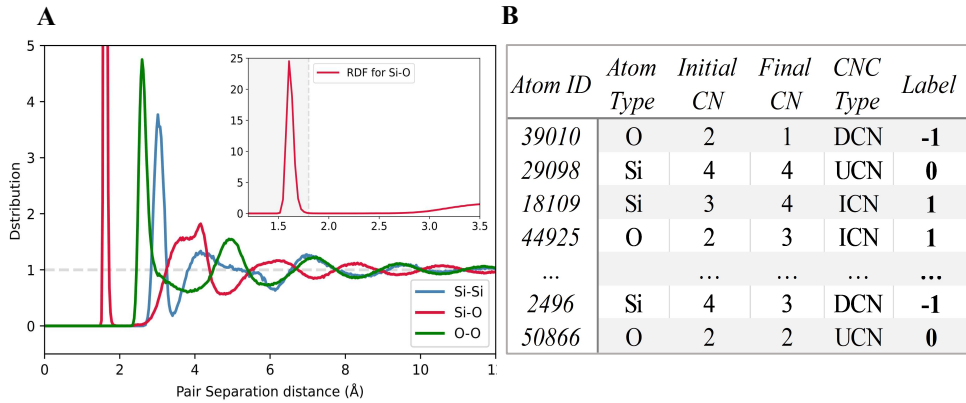 A
B
5
4
3
2
1
0
Dstribution
0
2
4
6
8
10
Pair Separation distance (Å)
25
20
15
10
5
0
1.5
2.0
2.5
3.0
3.5
RDF for Si-O
Si-Si
Si-O
O-O
Atom ID Atom Type Initial CN Final CN CNC Type Label
39010 O 2 1 DCN -1
29098 Si 4 4 UCN 0
18109 Si 3 4 ICN 1
44925 O 2 3 ICN 1
... ... ... ... ...
2496 Si 4 3 DCN -1
50866 O 2 2 UCN 0